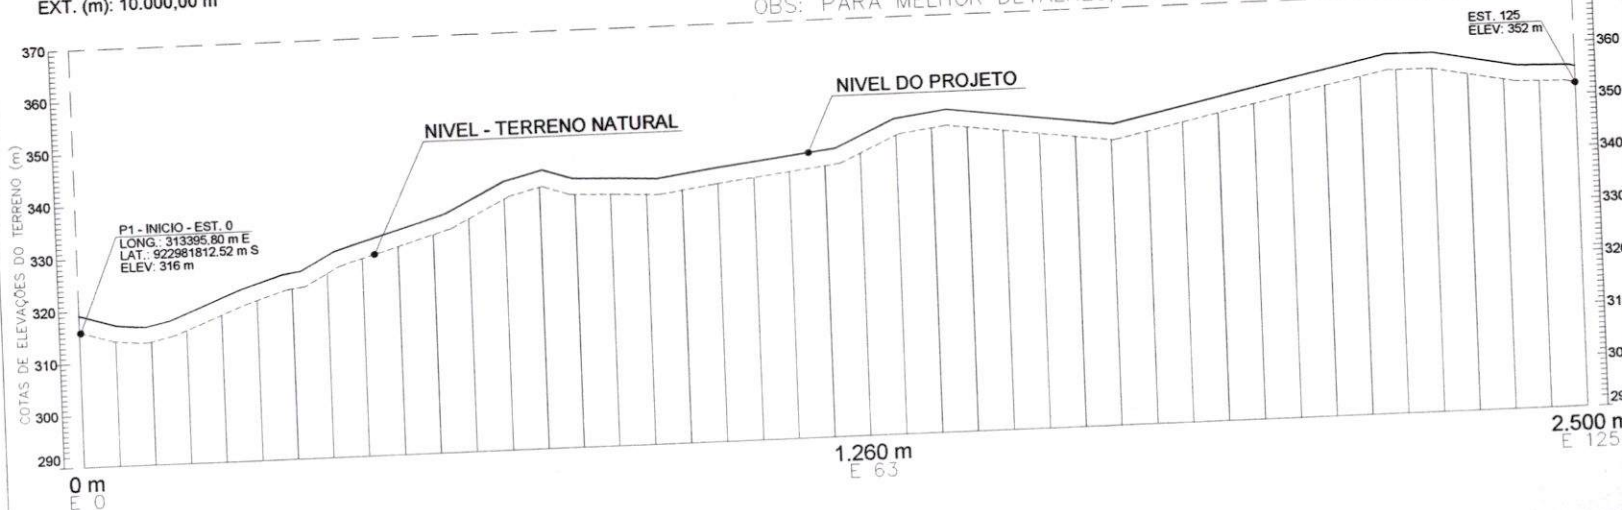 EXT. (m): 10.000,00 m
OBS: PARA MELHOR
EST. 125
ELEV: 352 m
370
360
350
340
330
320
310
300
290
COTAS DE ELEVAÇÕES DO TERRENO (m)
P1 - INICIO - EST. 0
LONG.: 313395.80 m E
LAT.: 922981812.52 m S
ELEV: 316 m
NIVEL - TERRENO NATURAL
NIVEL DO PROJETO
360
350
340
0 m
E 0
1.260 m
E 63
2.500 m
E 125